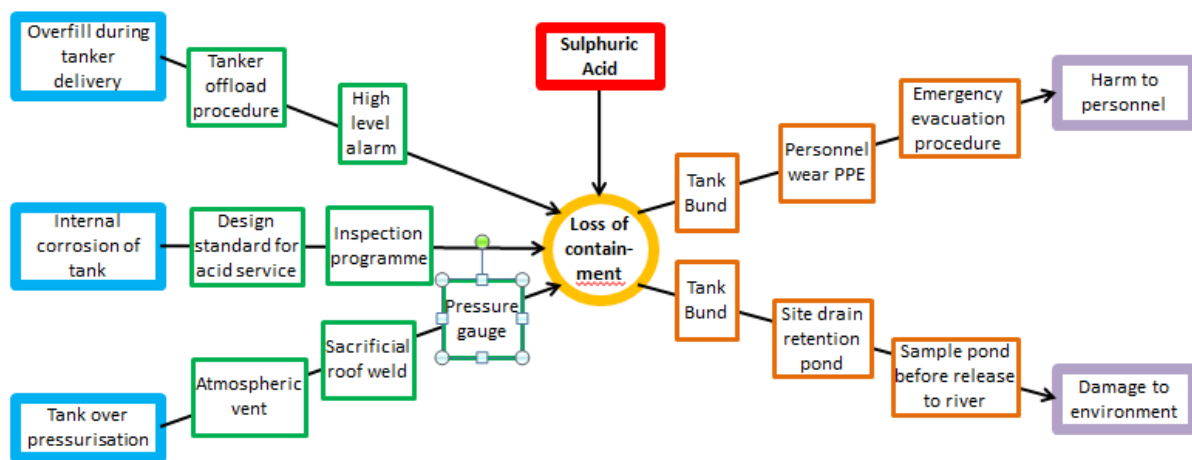 Overfill during
tanker
delivery
Tanker
offload
procedure
High
level
alarm
Sulphuric
Acid
Emergency
evacuation
procedure
Harm to
personnel
Personnel
wear PPE
Tank
Bund
Internal
corrosion of
tank
Design
standard for
acid service
Inspection
programme
Loss of
contain-
ment
Pressure
gauge
Sacrificial
roof weld
Atmospheric
vent
Tank over
pressurisation
Tank
Bund
Site drain
retention
pond
Sample pond
before release
to river
Damage to
environment